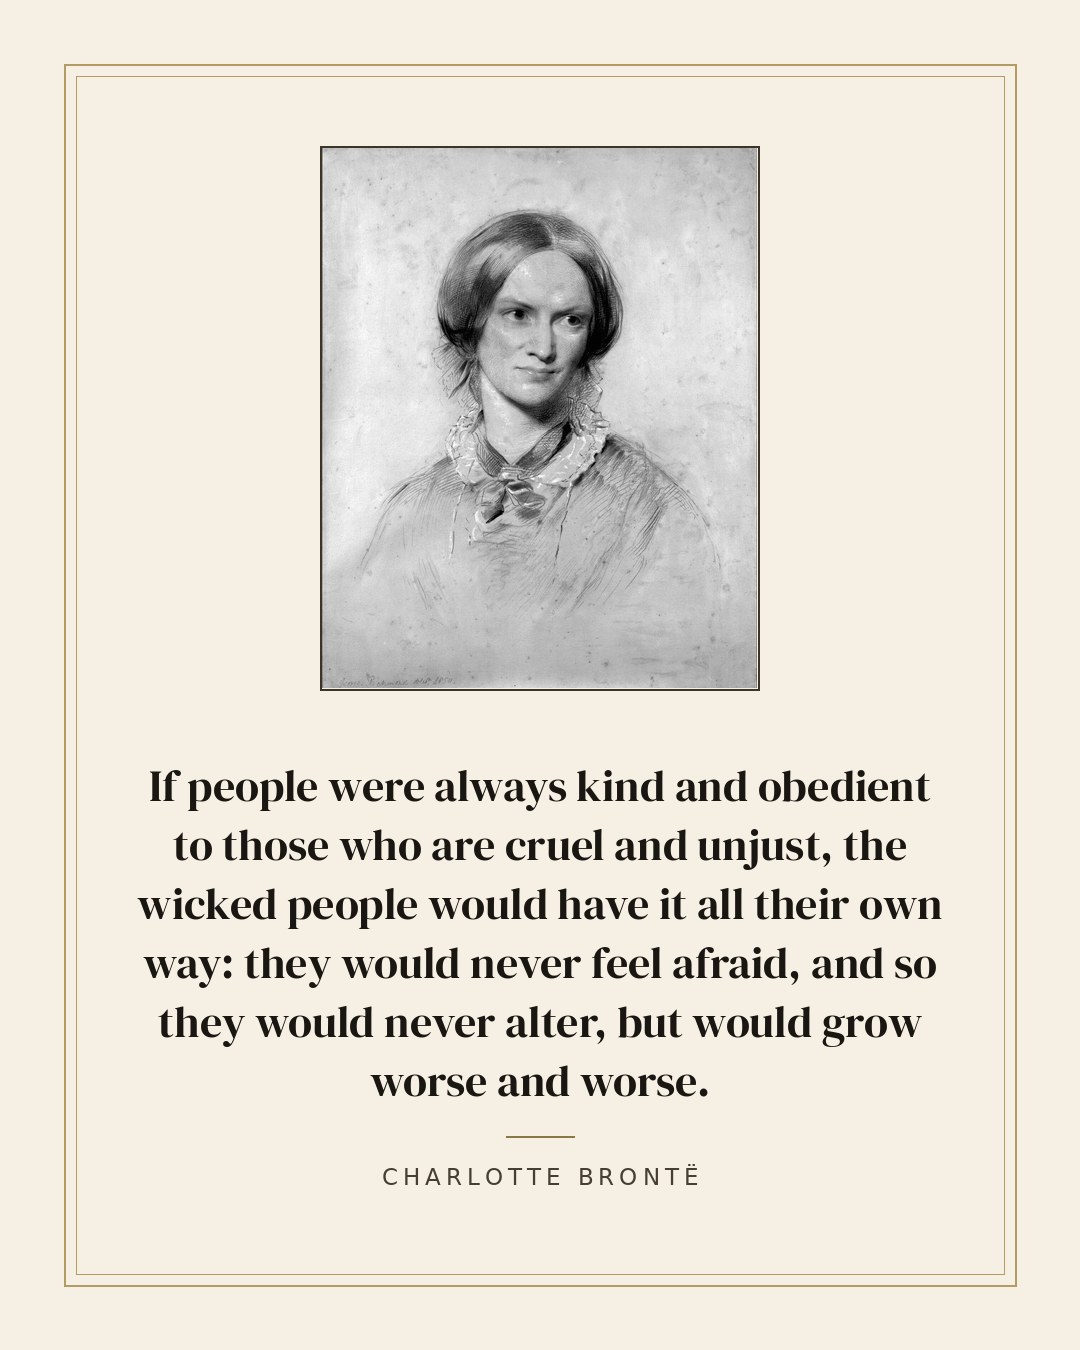 If people were always kind and obedient
to those who are cruel and unjust, the
wicked people would have it all their own
way: they would never feel afraid, and so
they would never alter, but would grow
worse and worse.
CHARLOTTE BRONTË